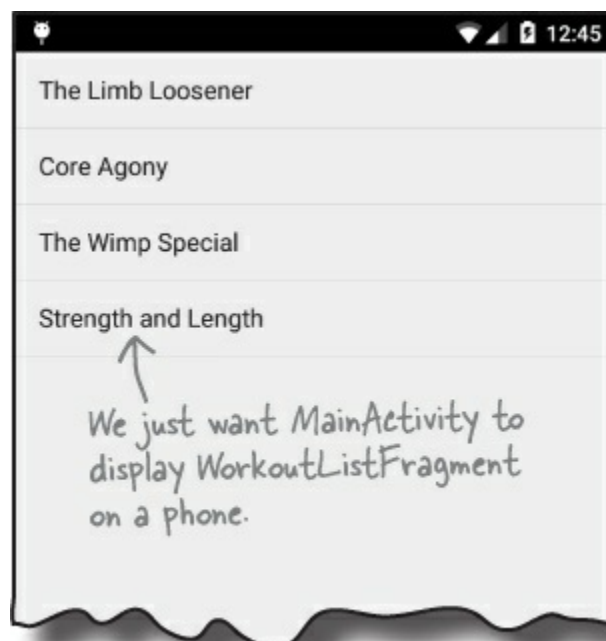 12:45
The Limb Loosener
Core Agony
The Wimp Special
Strength and Length
We just want MainActivity to
display WorkoutListFragment
on a phone.